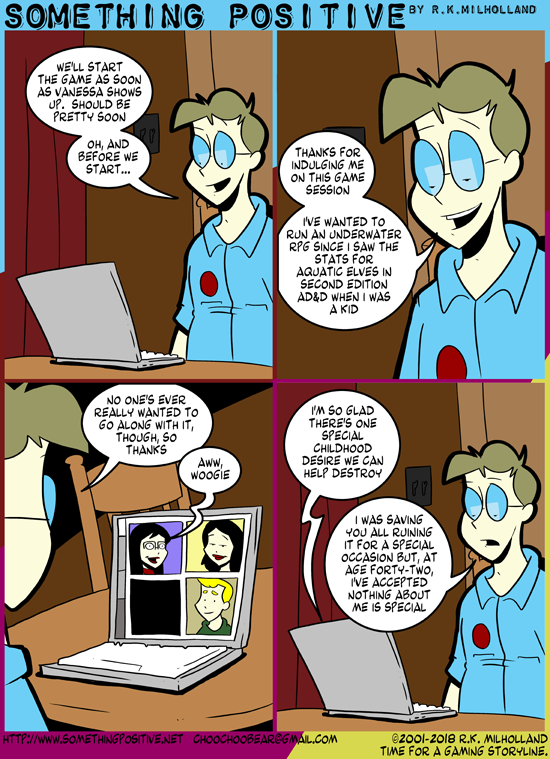 SOMETHING POSITIVE BY R.K.MILHOLLAND
WE'LL START
THE GAME AS SOON
AS VANESSA SHOWS
UP. SHOULD BE
PRETTY SOON
OH, AND
BEFORE WE
START...
THANKS FOR
INDULGING ME
ON THIS GAME
SESSION
I'VE WANTED TO
RUN AN UNDERWATER
RPG SINCE I SAW THE
STATS FOR
AQUATIC ELVES IN
SECOND EDITION
AD&D WHEN I WAS
A KID
NO ONE'S EVER
REALLY WANTED TO
GO ALONG WITH IT,
THOUGH, SO
THANKS
AWW,
WOOGIE
I'M SO GLAD
THERE'S ONE
SPECIAL
CHILDHOOD
DESIRE WE CAN
HELP DESTROY
I WAS SAVING
YOU ALL RUINING
IT FOR A SPECIAL
OCCASION BUT, AT
AGE FORTY-TWO,
I'VE ACCEPTED
NOTHING ABOUT
ME IS SPECIAL
HTTP://WWW.SOMETHINGPOSITIVE.NET CHOOCHOOBEAR@GMAIL.COM
©2001-2018 R.K. MILHOLLAND
TIME FOR A GAMING STORYLINE.